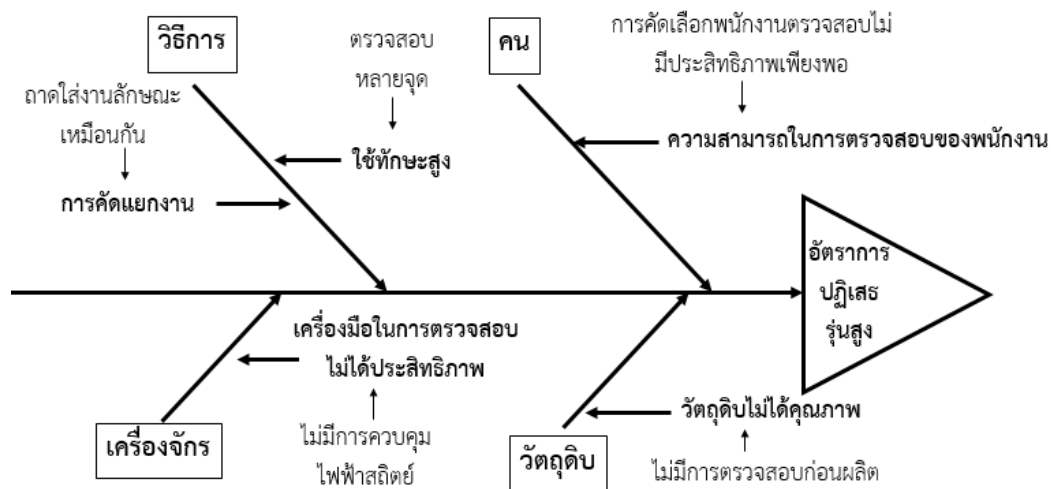 วิธีการ
ตรวจสอบ
หลายจุด
คน
การคัดเลือกพนักงานตรวจสอบไม่
มีประสิทธิภาพเพียงพอ
ถาดใส่งานลักษณะ
เหมือนกัน
ใช้ทักษะสูง
ความสามารถในการตรวจสอบของพนักงาน
การคัดแยกงาน
อัตราการ
ปฏิเสธ
รุ่นสูง
เครื่องมือในการตรวจสอบ
ไม่ได้ประสิทธิภาพ
วัตถุดิบไม่ได้คุณภาพ
เครื่องจักร
ไม่มีการควบคุม
ไฟฟ้าสถิตย์
วัตถุดิบ
ไม่มีการตรวจสอบก่อนผลิต